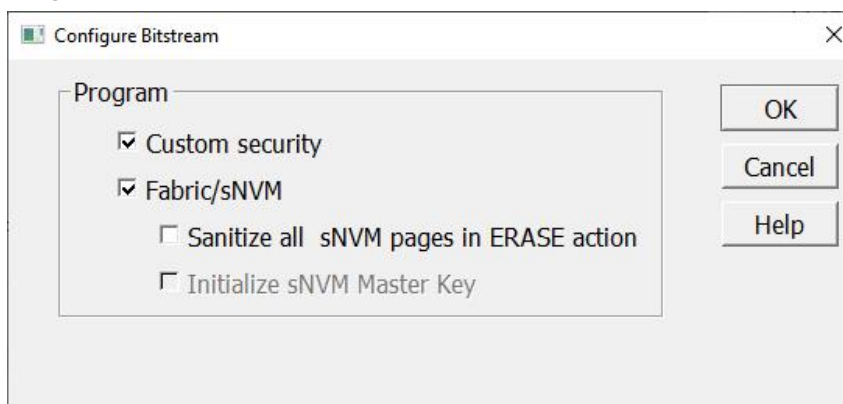 Configure Bitstream
Program
Custom security
Fabric/sNVM
Sanitize all sNVM pages in ERASE action
Initialize sNVM Master Key
OK
Cancel
Help